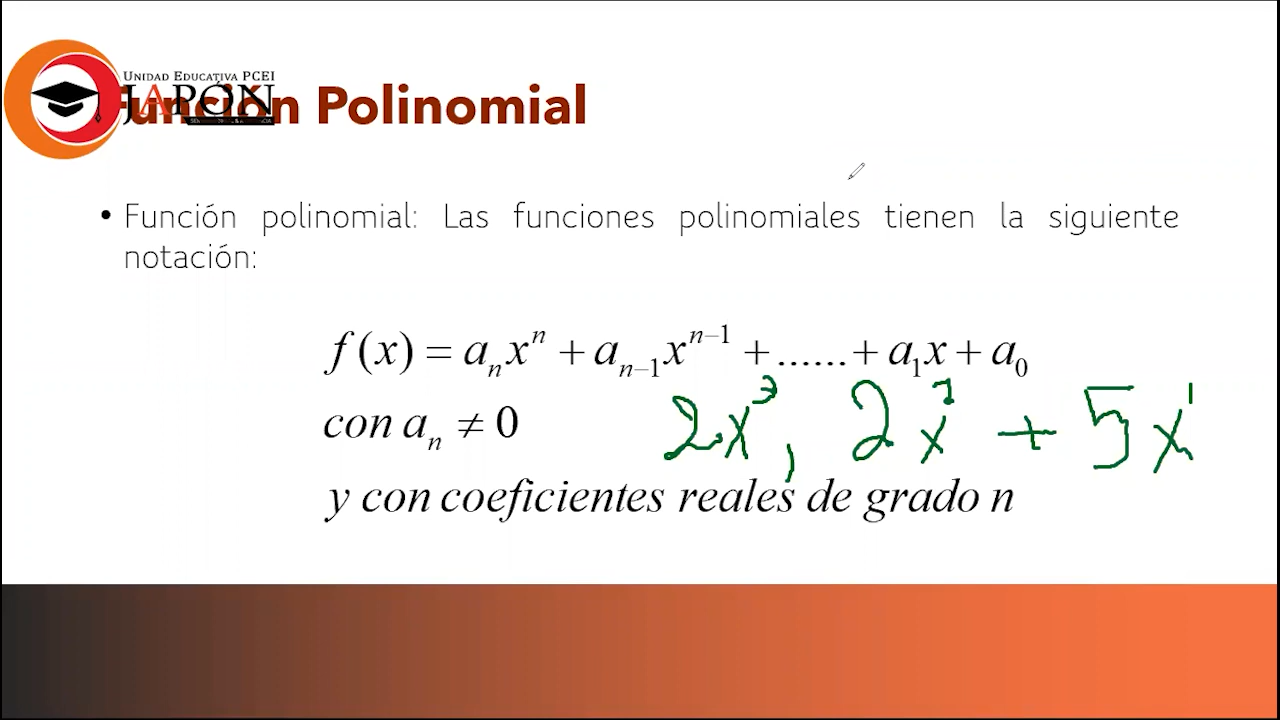 UNIDAD EDUCATIVA PCEI
JAPÓN
Función Polinomial
• Función polinomial: Las funciones polinomiales tienen la siguiente
notación:
f(x) = aₙxⁿ + aₙ₋₁xⁿ⁻¹ + ...... + a₁x + a₀
con aₙ ≠ 0
2x³, 2x² + 5x¹
y con coeficientes reales de grado n